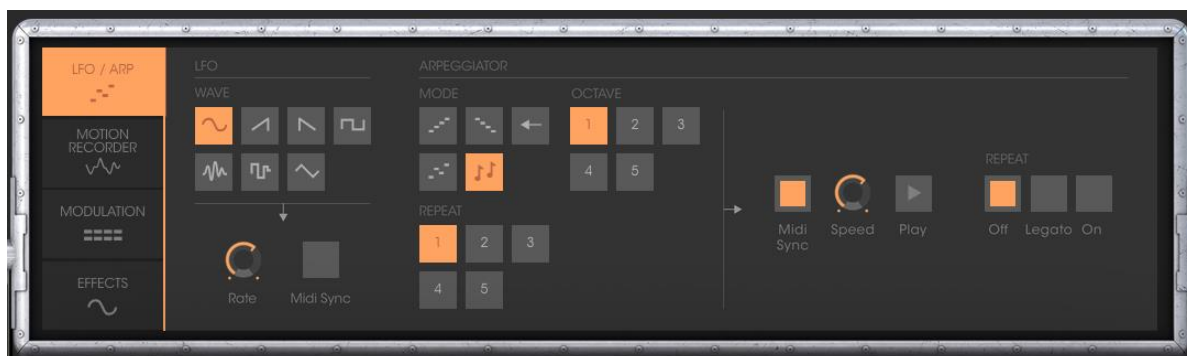 LFO / ARP
MOTION
RECORDER
MODULATION
EFFECTS
LFO
WAVE
Rate
Midi Sync
ARPEGGIATOR
MODE
OCTAVE
1 2 3
4 5
REPEAT
1 2 3
4 5
Midi
Sync
Speed
Play
REPEAT
Off Legato On